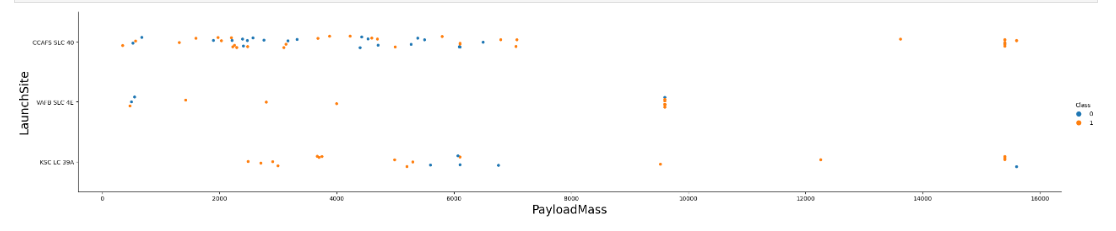 CCAFS SLC 40
VAFB SLC 4E
KSC LC 39A
LaunchSite
0
2000
4000
6000
8000
10000
12000
14000
16000
PayloadMass
Class
0
1